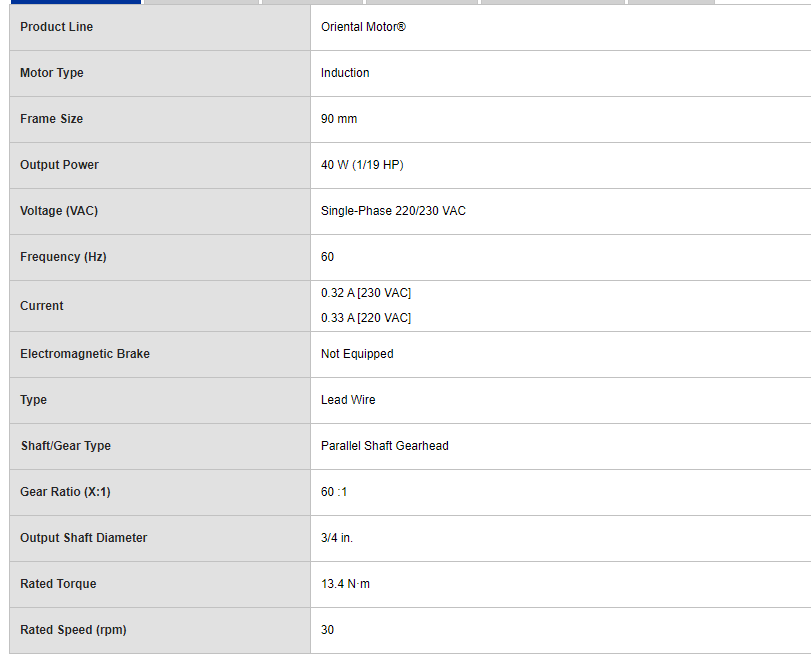 Product Line Oriental Motor®
Motor Type Induction
Frame Size 90 mm
Output Power 40 W (1/19 HP)
Voltage (VAC) Single-Phase 220/230 VAC
Frequency (Hz) 60
Current 0.32 A [230 VAC]
0.33 A [220 VAC]
Electromagnetic Brake Not Equipped
Type Lead Wire
Shaft/Gear Type Parallel Shaft Gearhead
Gear Ratio (X:1) 60 :1
Output Shaft Diameter 3/4 in.
Rated Torque 13.4 N·m
Rated Speed (rpm) 30